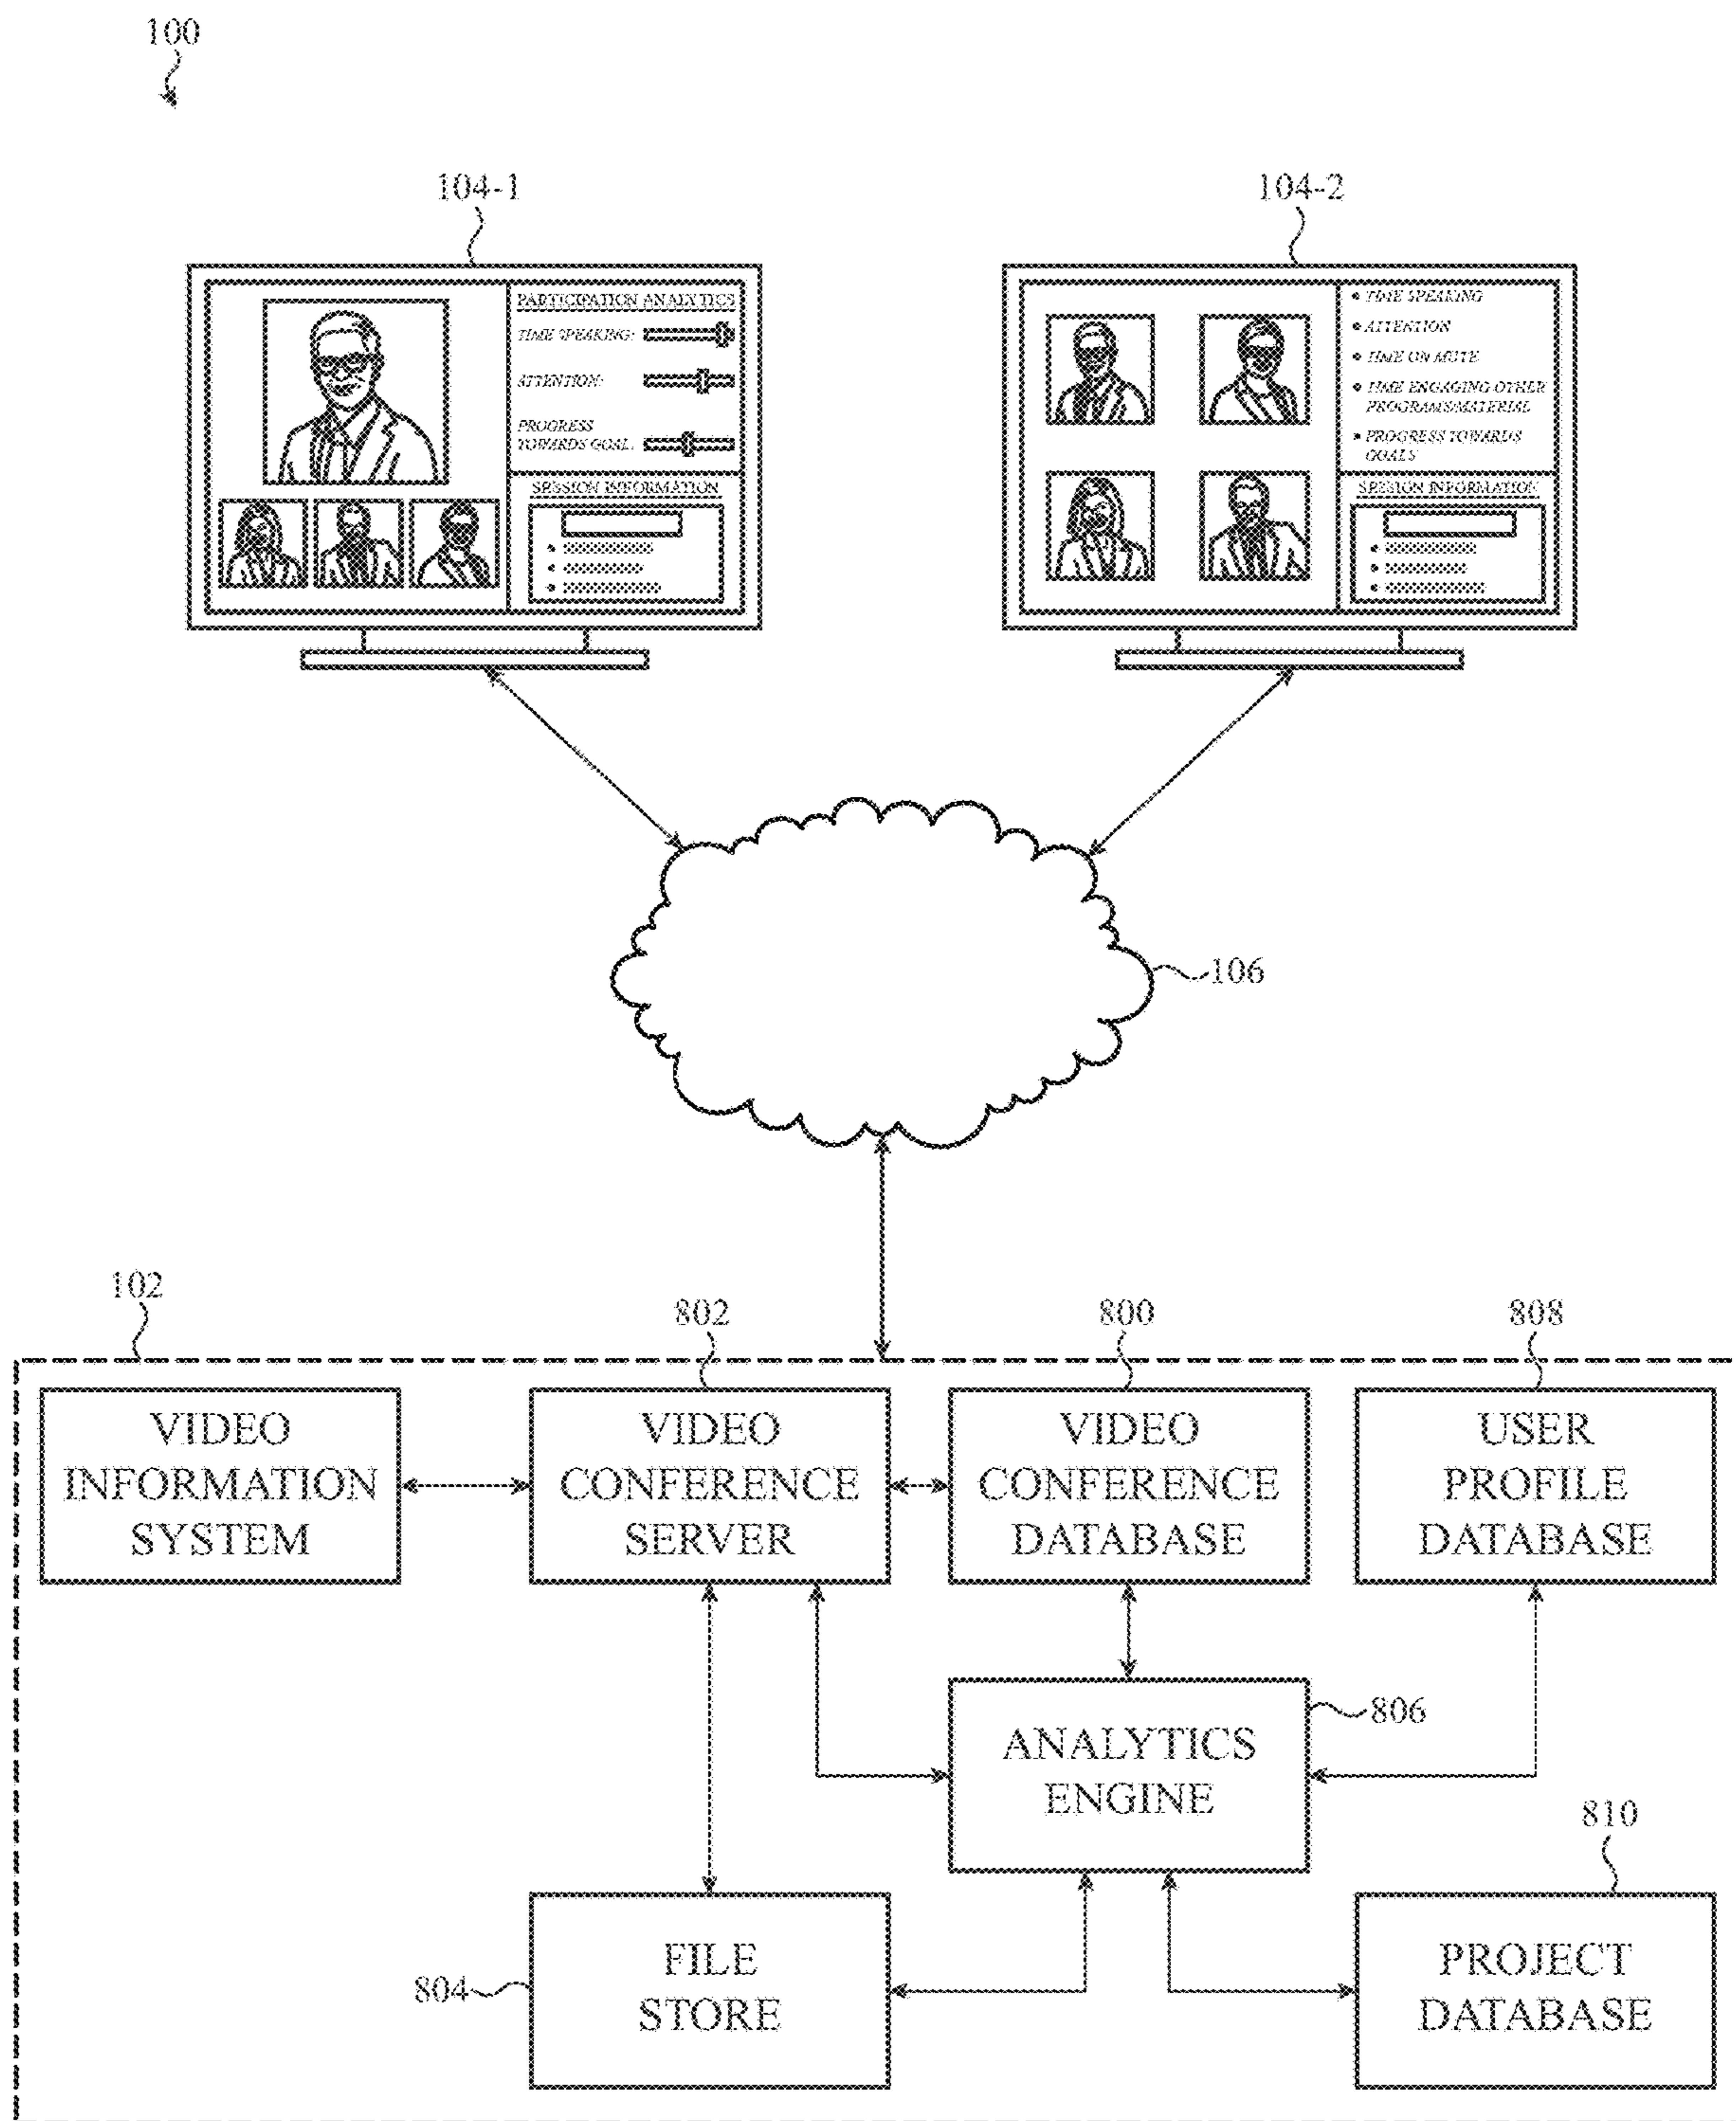 100
104-1
104-2
PARTICIPATION ANALYTICS
TIME SPEAKING:
ATTENTION:
PROGRESS
TOWARDS GOAL:
SESSION INFORMATION
• TIME SPEAKING
• ATTENTION
• TIME ON MUTE
• TIME ENGAGING OTHER
PROGRAMS/MATERIAL
• PROGRESS TOWARDS
GOALS
SESSION INFORMATION
106
102
802
800
808
VIDEO
INFORMATION
SYSTEM
VIDEO
CONFERENCE
SERVER
VIDEO
CONFERENCE
DATABASE
USER
PROFILE
DATABASE
806
ANALYTICS
ENGINE
810
804
FILE
STORE
PROJECT
DATABASE